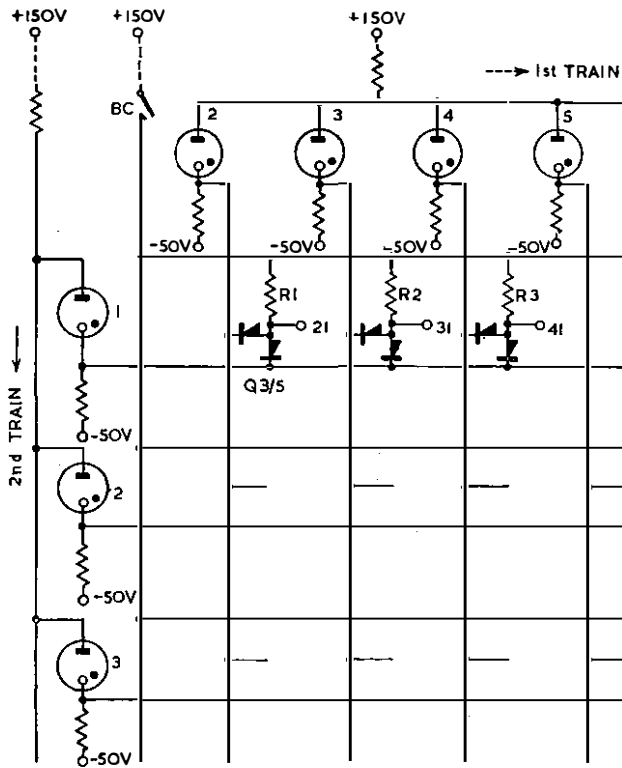 +150V +150V +150V
1st TRAIN
BC
2 3 4 5
-50V -50V -50V -50V
R1 R2 R3
1 21 31 41
Q3/5
2nd TRAIN
-50V
2
-50V
3
-50V